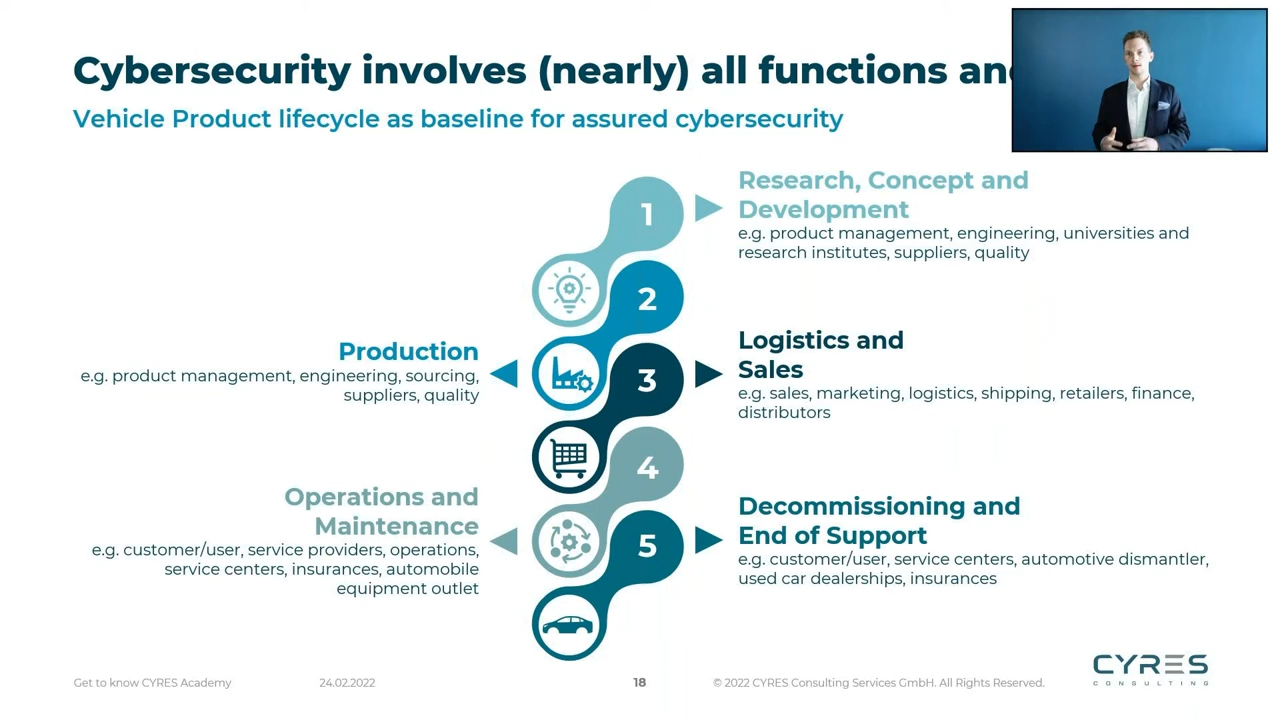 Cybersecurity involves (nearly) all functions and
Vehicle Product lifecycle as baseline for assured cybersecurity
1
Research, Concept and
Development
e.g. product management, engineering, universities and
research institutes, suppliers, quality
2
Production
e.g. product management, engineering, sourcing,
suppliers, quality
3
Logistics and
Sales
e.g. sales, marketing, logistics, shipping, retailers, finance,
distributors
4
Operations and
Maintenance
e.g. customer/user, service providers, operations,
service centers, insurances, automobile
equipment outlet
5
Decommissioning and
End of Support
e.g. customer/user, service centers, automotive dismantler,
used car dealerships, insurances
CYRES
CONSULTING
Get to know CYRES Academy
24.02.2022
18
© 2022 CYRES Consulting Services GmbH. All Rights Reserved.